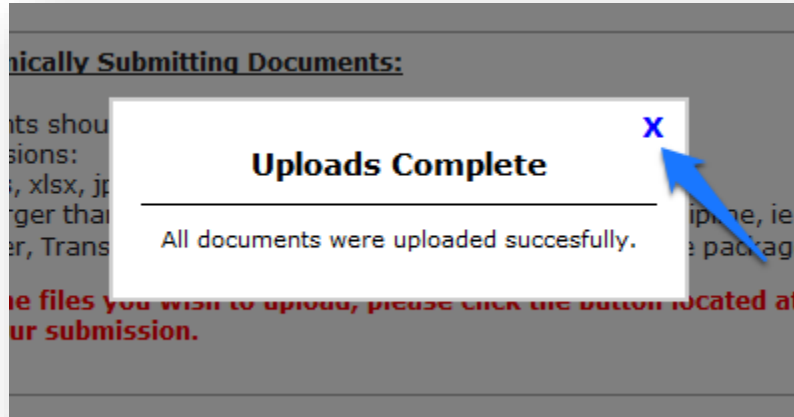 nically Submitting Documents:
X
nts shou
sions:
Uploads Complete
s, xlsx, jp
rger than ipline, ie
All documents were uploaded succesfully.
er, Trans e packag
ne files you wish to upload, please click the button located at
ur submission.